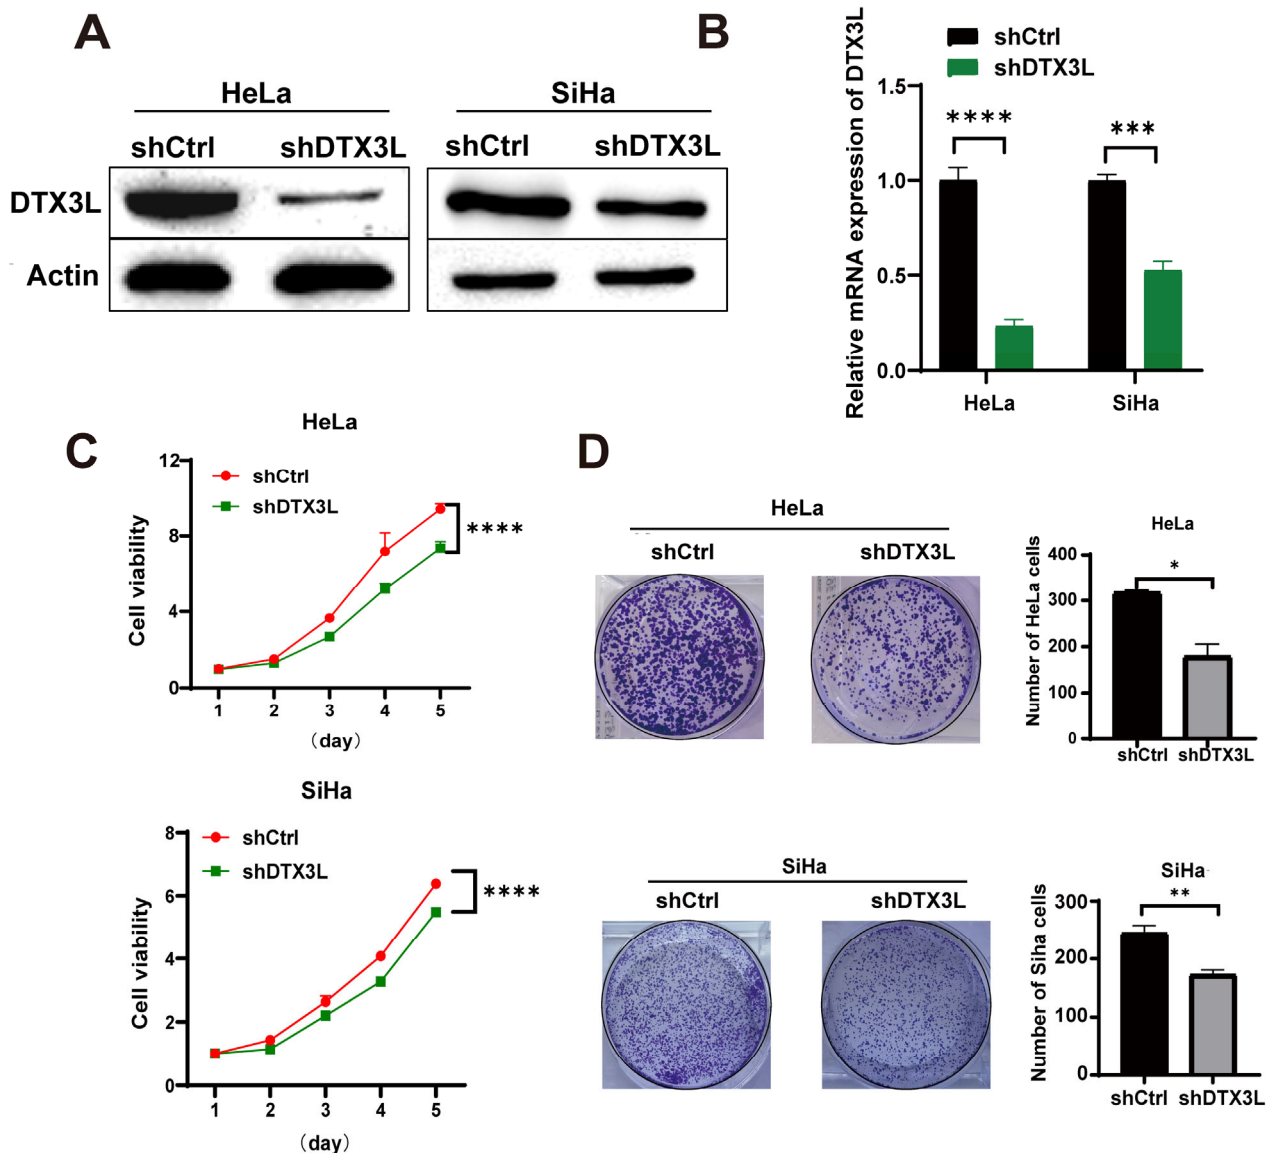 A
HeLa
SiHa
shCtrl shDTX3L
shCtrl shDTX3L
DTX3L
Actin
B
shCtrl
shDTX3L
Relative mRNA expression of DTX3L
1.5
1.0
0.5
0.0
****
***
HeLa
SiHa
C
HeLa
shCtrl
shDTX3L
Cell viability
12
8
4
0
****
1 2 3 4 5
(day)
SiHa
shCtrl
shDTX3L
Cell viability
8
6
4
2
0
****
1 2 3 4 5
(day)
D
HeLa
shCtrl
shDTX3L
HeLa
Number of HeLa cells
400
300
200
100
0
*
shCtrl shDTX3L
SiHa
shCtrl
shDTX3L
SiHa
Number of Siha cells
300
200
100
0
**
shCtrl shDTX3L